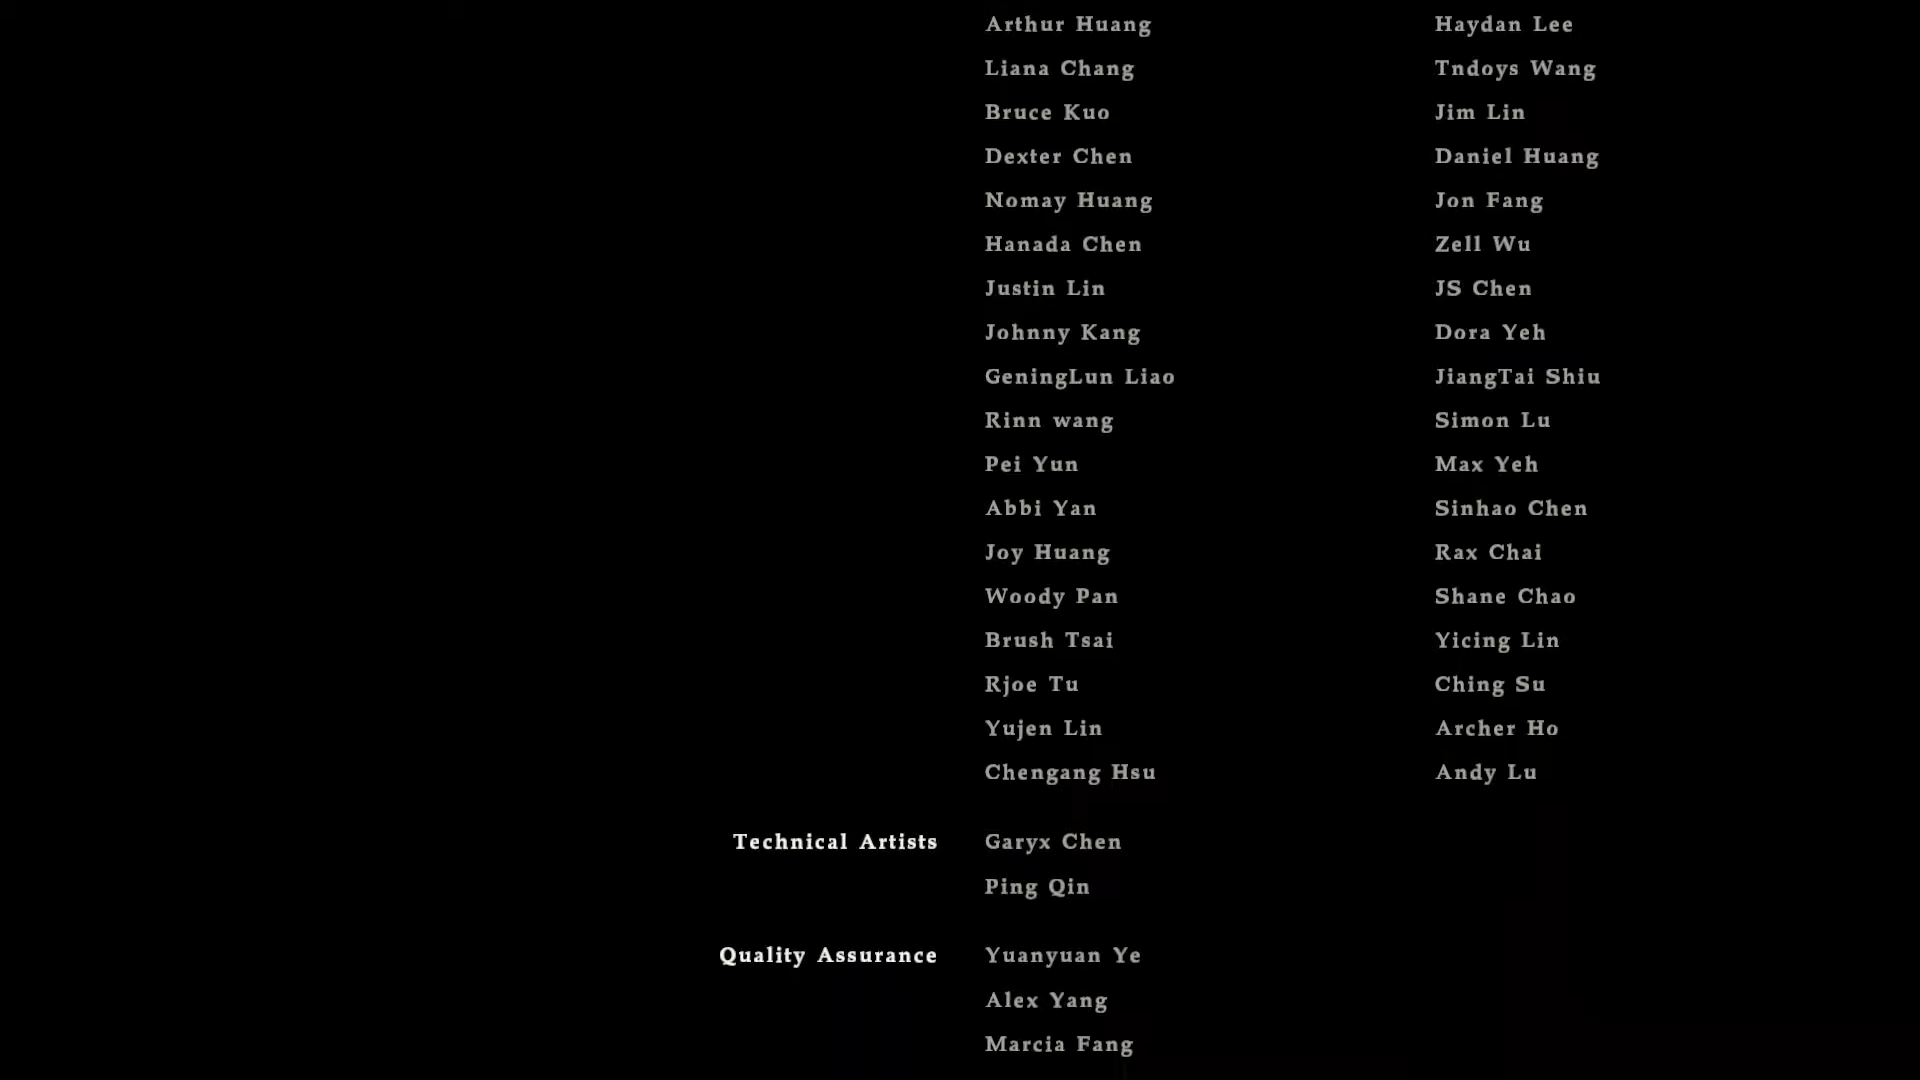 Arthur Huang Haydan Lee
Liana Chang Tndoys Wang
Bruce Kuo Jim Lin
Dexter Chen Daniel Huang
Nomay Huang Jon Fang
Hanada Chen Zell Wu
Justin Lin JS Chen
Johnny Kang Dora Yeh
GeningLun Liao JiangTai Shiu
Rinn wang Simon Lu
Pei Yun Max Yeh
Abbi Yan Sinhao Chen
Joy Huang Rax Chai
Woody Pan Shane Chao
Brush Tsai Yicing Lin
Rjoe Tu Ching Su
Yujen Lin Archer Ho
Chengang Hsu Andy Lu
Technical Artists Garyx Chen
Ping Qin
Quality Assurance Yuanyuan Ye
Alex Yang
Marcia Fang